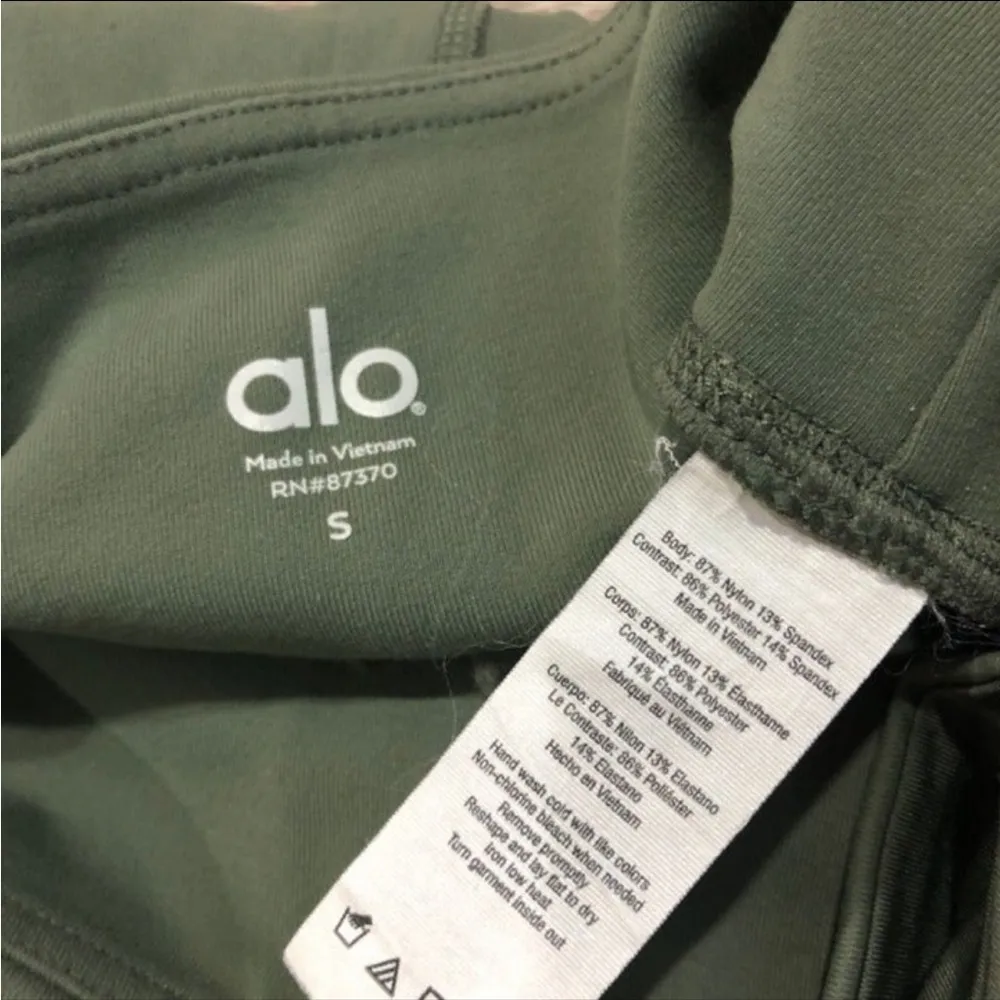 alo®
Made in Vietnam
RN#87370
S
Body: 87% Nylon 13% Spandex
Contrast: 86% Polyester 14% Spandex
Made in Vietnam
Corps: 87% Nylon 13% Élasthanne
Contrast: 86% Polyester
14% Élasthanne
Fabriqué au Viêtnam
Cuerpo: 87% Nilon 13% Elastano
Le Contraste: 86% Poliéster
14% Elastano
Hecho en Vietnam
Hand wash cold with like colors
Non-chlorine bleach when needed
Remove promptly
Reshape and lay flat to dry
Iron low heat
Turn garment inside out